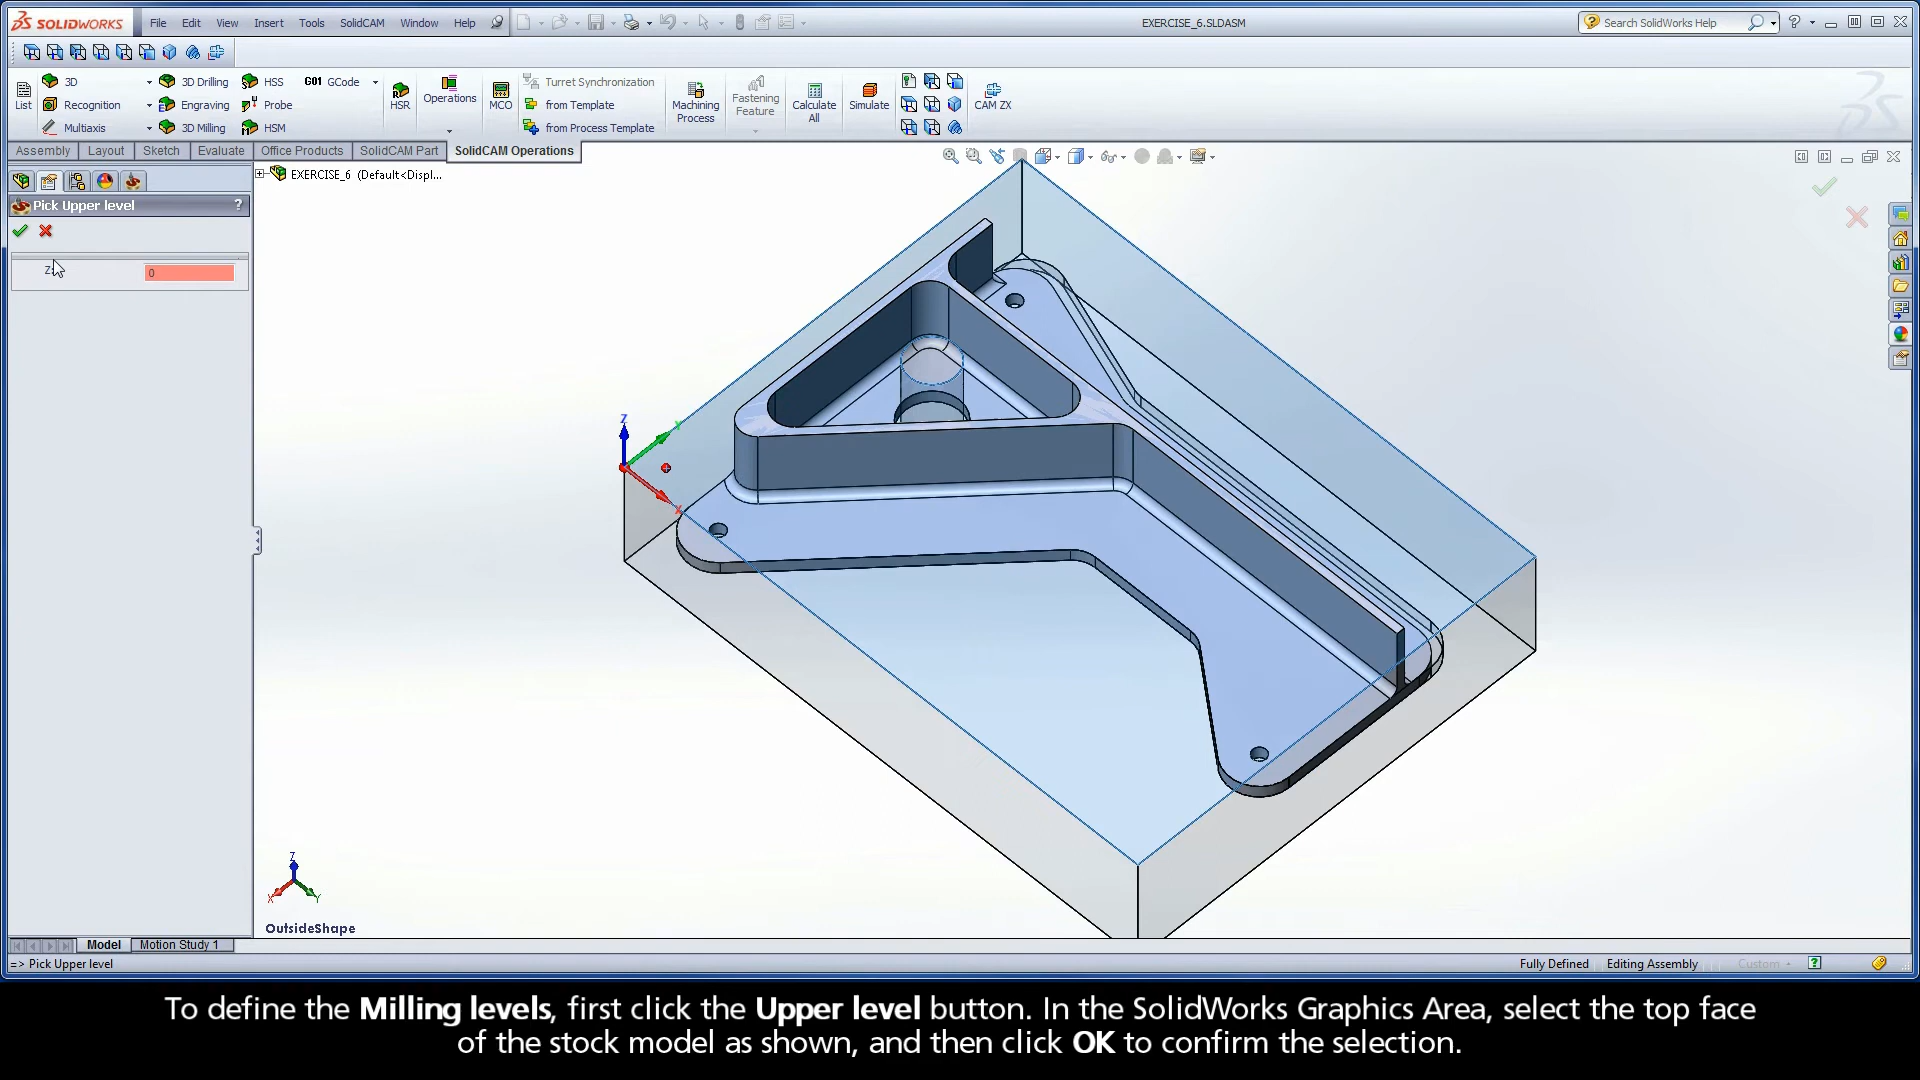 SOLIDWORKS File Edit View Insert Tools SolidCAM Window Help EXERCISE_6.SLDASM Search SolidWorks Help
3D 3D Drilling HSS G01 GCode Turret Synchronization
List Recognition Engraving Probe HSR Operations MCO from Template Machining Process Fastening Feature Calculate All Simulate CAM ZX
Multiaxis 3D Milling HSM from Process Template
Assembly Layout Sketch Evaluate Office Products SolidCAM Part SolidCAM Operations
EXERCISE_6 (Default<Displ...
Pick Upper level ?
Z: 0
Z
Y
X
Z
X Y
OutsideShape
Model Motion Study 1
=> Pick Upper level Fully Defined Editing Assembly Custom
To define the Milling levels, first click the Upper level button. In the SolidWorks Graphics Area, select the top face
of the stock model as shown, and then click OK to confirm the selection.